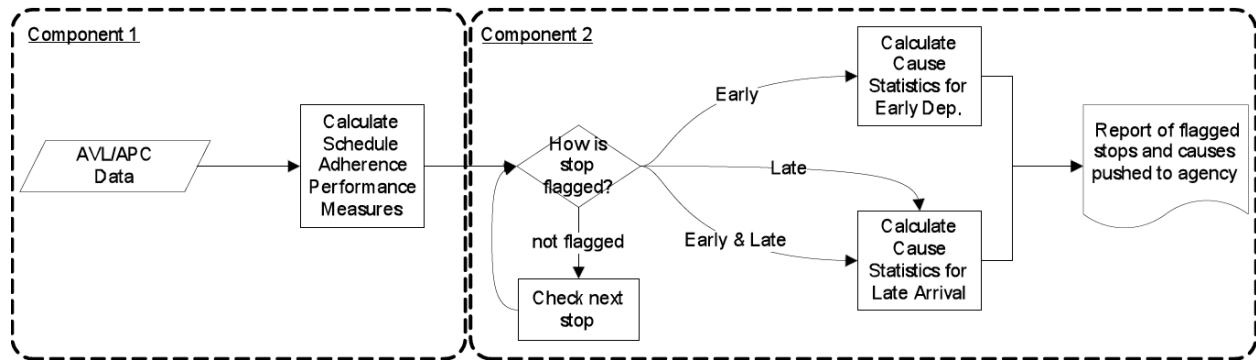 Component 1
AVL/APC
Data
Calculate
Schedule
Adherence
Performance
Measures
Component 2
How is
stop
flagged?
not flagged
Check next
stop
Early
Late
Early & Late
Calculate
Cause
Statistics for
Early Dep.
Calculate
Cause
Statistics for
Late Arrival
Report of flagged
stops and causes
pushed to agency